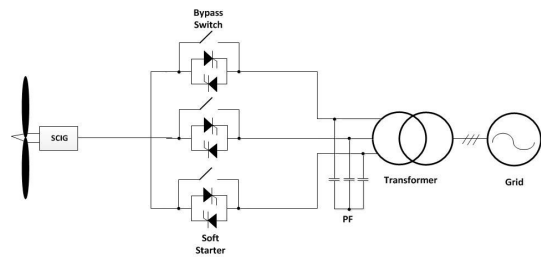 Bypass
Switch
SCIG
Transformer
Grid
PF
Soft
Starter